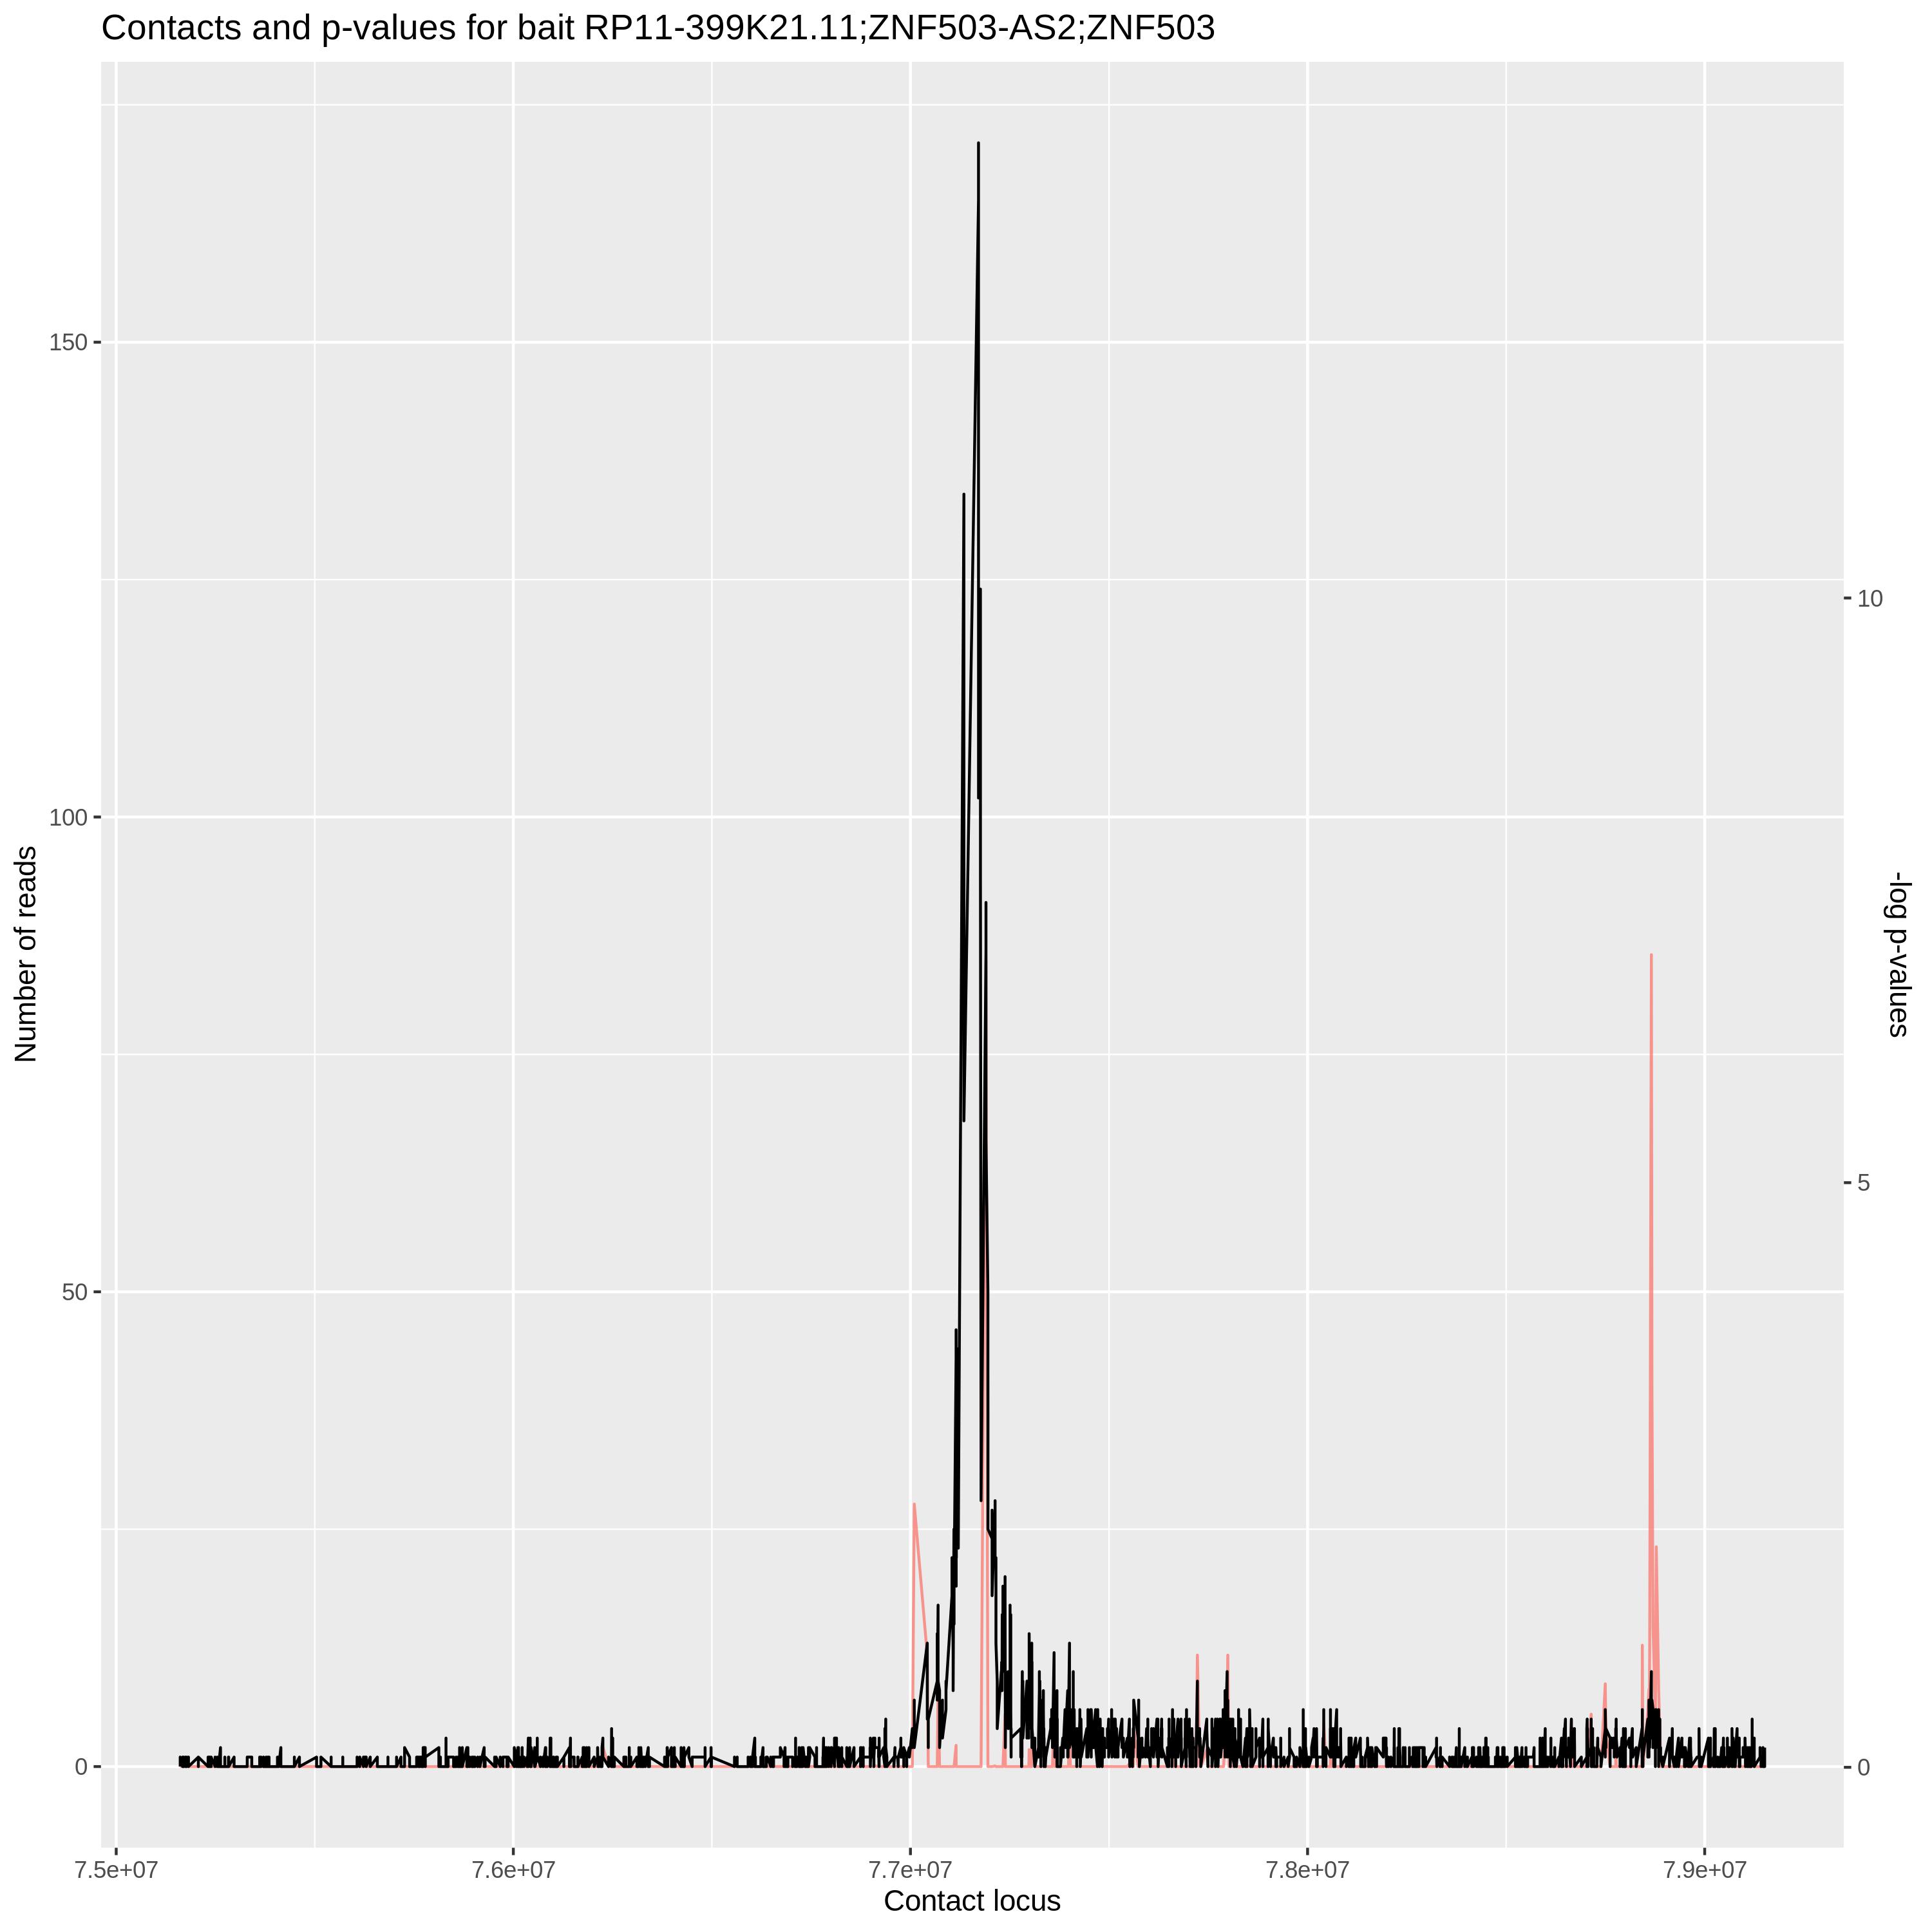 Contacts and p-values for bait RP11-399K21.11;ZNF503-AS2;ZNF503
150
100
50
0
Number of reads
10
5
0
-log p-values
7.5e+07
7.6e+07
7.7e+07
7.8e+07
7.9e+07
Contact locus